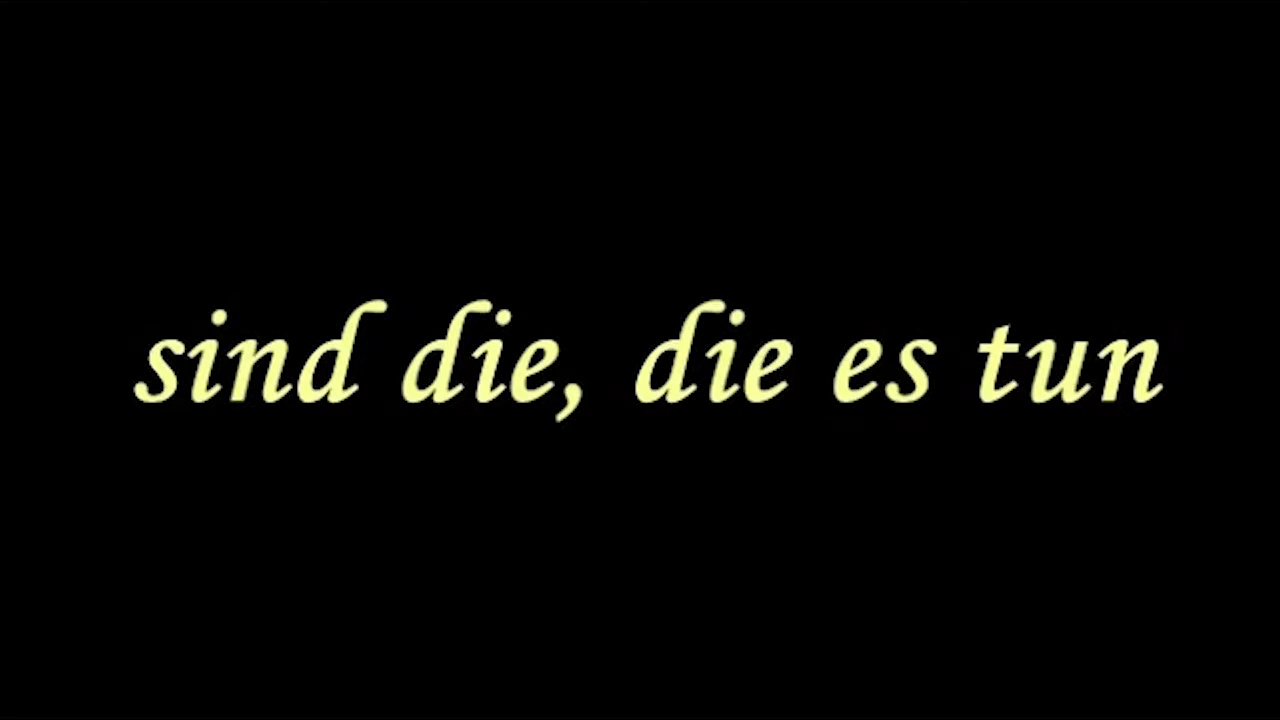 sind die, die es tun